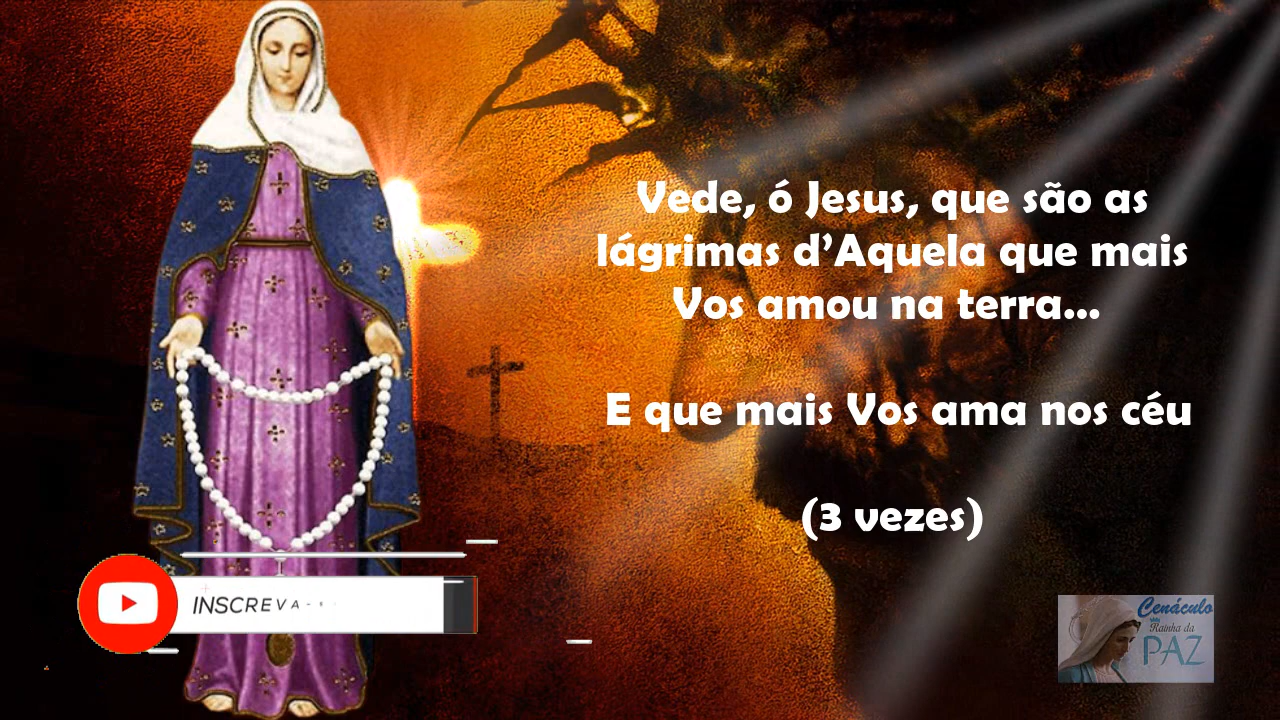 Vede, ó Jesus, que são as
lágrimas d’Aquela que mais
Vos amou na terra...
E que mais Vos ama nos céu
(3 vezes)
INSCREVA-
Cenáculo
Rainha da
PAZ